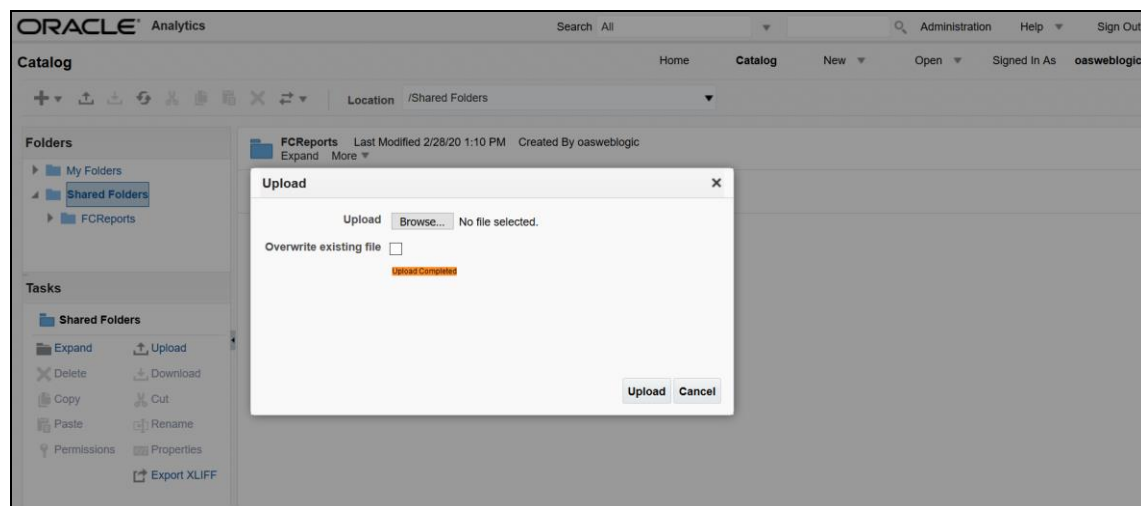 ORACLE Analytics Search All Administration Help Sign Out
Catalog Home Catalog New Open Signed In As oasweblogic
Location /Shared Folders
Folders
My Folders
Shared Folders
FCReports
FCReports Last Modified 2/28/20 1:10 PM Created By oasweblogic
Expand More
Upload
Upload Browse... No file selected.
Overwrite existing file
Upload Completed
Upload Cancel
Tasks
Shared Folders
Expand Upload
Delete Download
Copy Cut
Paste Rename
Permissions Properties
Export XLIFF